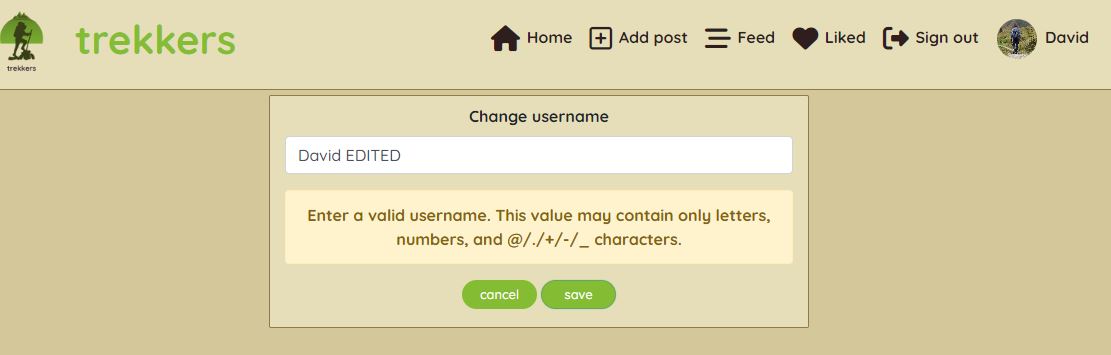 trekkers
trekkers
Home
Add post
Feed
Liked
Sign out
David
Change username
David EDITED
Enter a valid username. This value may contain only letters,
numbers, and @/./+/-/_ characters.
cancel
save